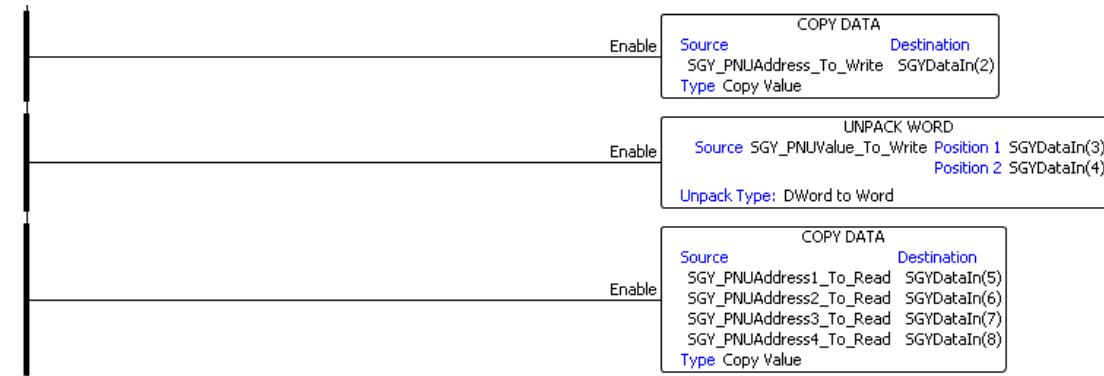 COPY DATA
Enable Source Destination
SGY_PNUAddress_To_Write SGYDataIn(2)
Type Copy Value
UNPACK WORD
Enable Source SGY_PNUValue_To_Write Position 1 SGYDataIn(3)
Position 2 SGYDataIn(4)
Unpack Type: DWord to Word
COPY DATA
Source Destination
SGY_PNUAddress1_To_Read SGYDataIn(5)
Enable SGY_PNUAddress2_To_Read SGYDataIn(6)
SGY_PNUAddress3_To_Read SGYDataIn(7)
SGY_PNUAddress4_To_Read SGYDataIn(8)
Type Copy Value